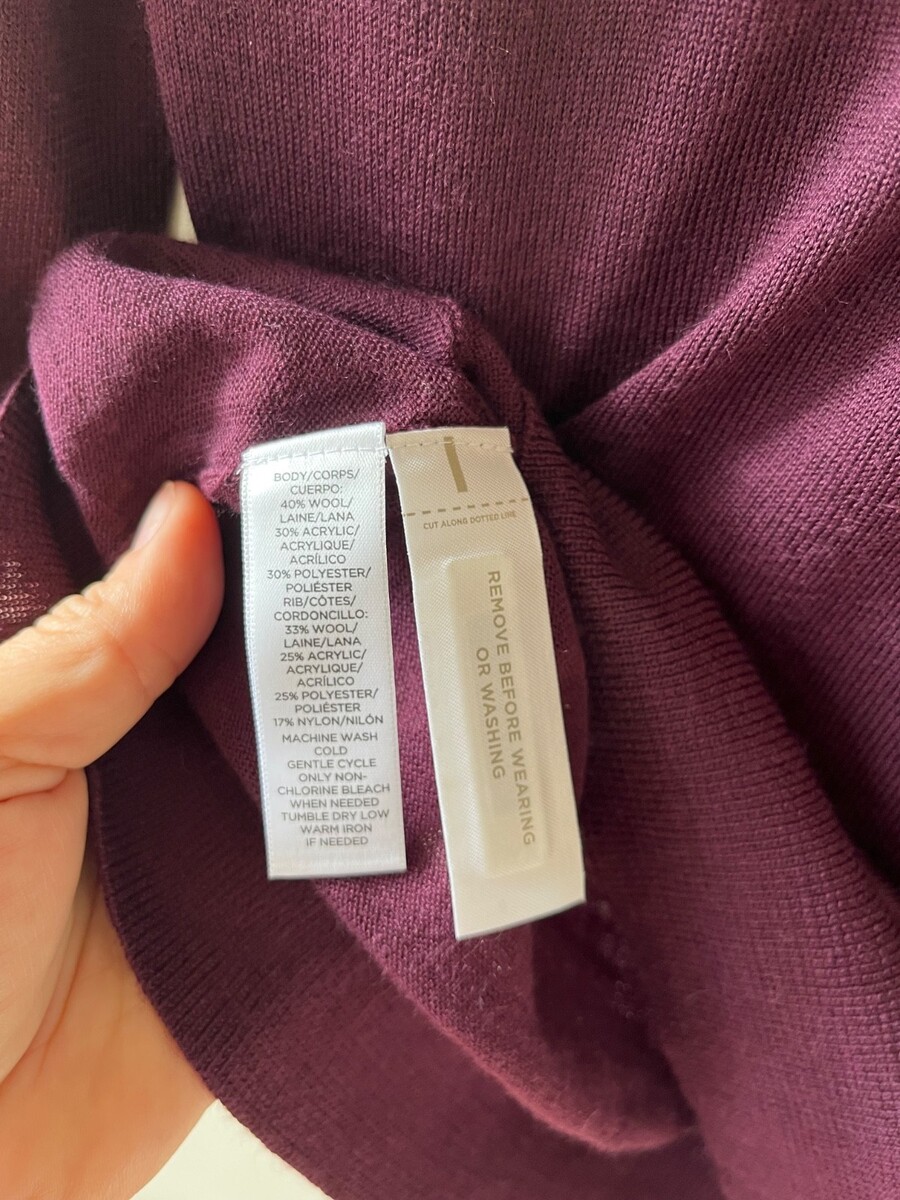 BODY/CORPS/
CUERPO:
40% WOOL/
LAINE/LANA
30% ACRYLIC/
ACRYLIQUE/
ACRÍLICO
30% POLYESTER/
POLIÉSTER
RIB/CÔTES/
CORDONCILLO:
33% WOOL/
LAINE/LANA
25% ACRYLIC/
ACRYLIQUE/
ACRÍLICO
25% POLYESTER/
POLIÉSTER
17% NYLON/NILÓN
MACHINE WASH
COLD
GENTLE CYCLE
ONLY NON-
CHLORINE BLEACH
WHEN NEEDED
TUMBLE DRY LOW
WARM IRON
IF NEEDED
CUT ALONG DOTTED LINE
REMOVE BEFORE WEARING
OR WASHING